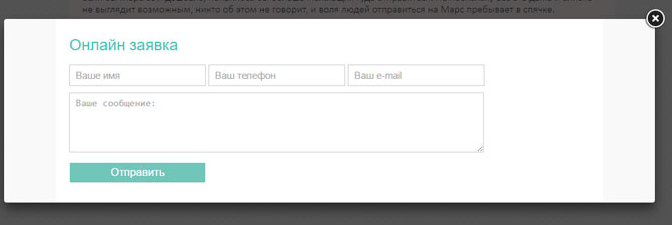 не выглядит возможным, никто об этом не говорит, и воля людей отправиться на Марс пребывает в спячке.
Онлайн заявка
Ваше имя
Ваш телефон
Ваш e-mail
Ваше сообщение:
Отправить